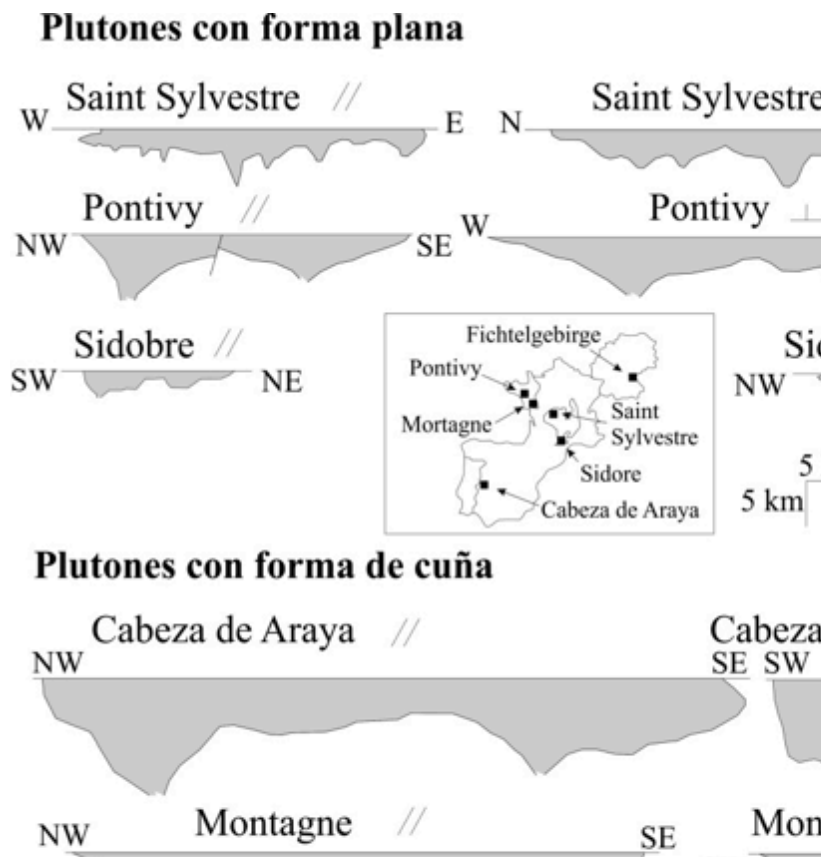 Plutones con forma plana
Saint Sylvestre // Saint Sylvestre
W E N
Pontivy // Pontivy
NW SE W
Sidobre //
SW NE NW
Fichtelgebirge
Pontivy
Mortagne
Saint
Sylvestre
Sidore
Cabeza de Araya
5
5 km
Plutones con forma de cuña
Cabeza de Araya // Cabeza
NW SE SW
Montagne //
NW SE